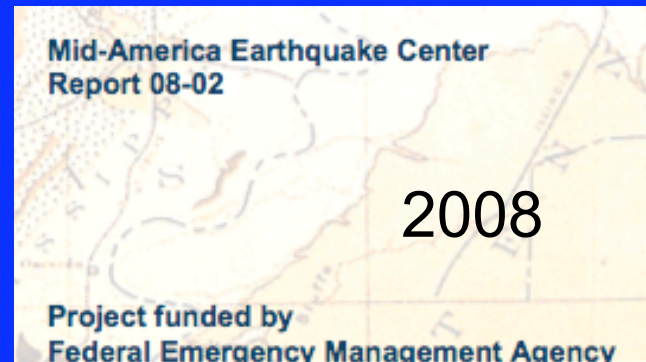 Mid-America Earthquake Center
Report 08-02
2008
Project funded by
Federal Emergency Management Agency